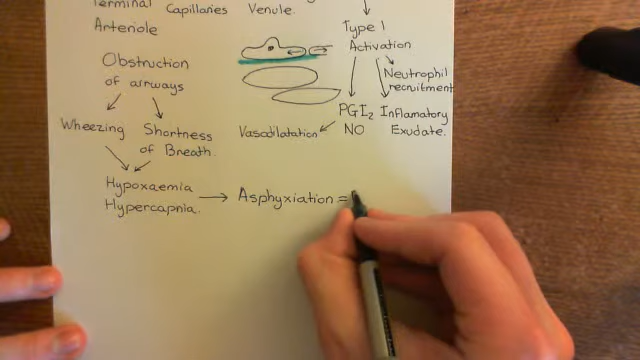 Terminal Capillaries Venule.
Arteriole
Type 1
Activation
Obstruction
of airways
Neutrophil
recruitment
PGI2 Inflamatory
NO Exudate.
Vasodilatation
Wheezing Shortness
of Breath.
Hypoxaemia
Hypercapnia.
Asphyxiation =